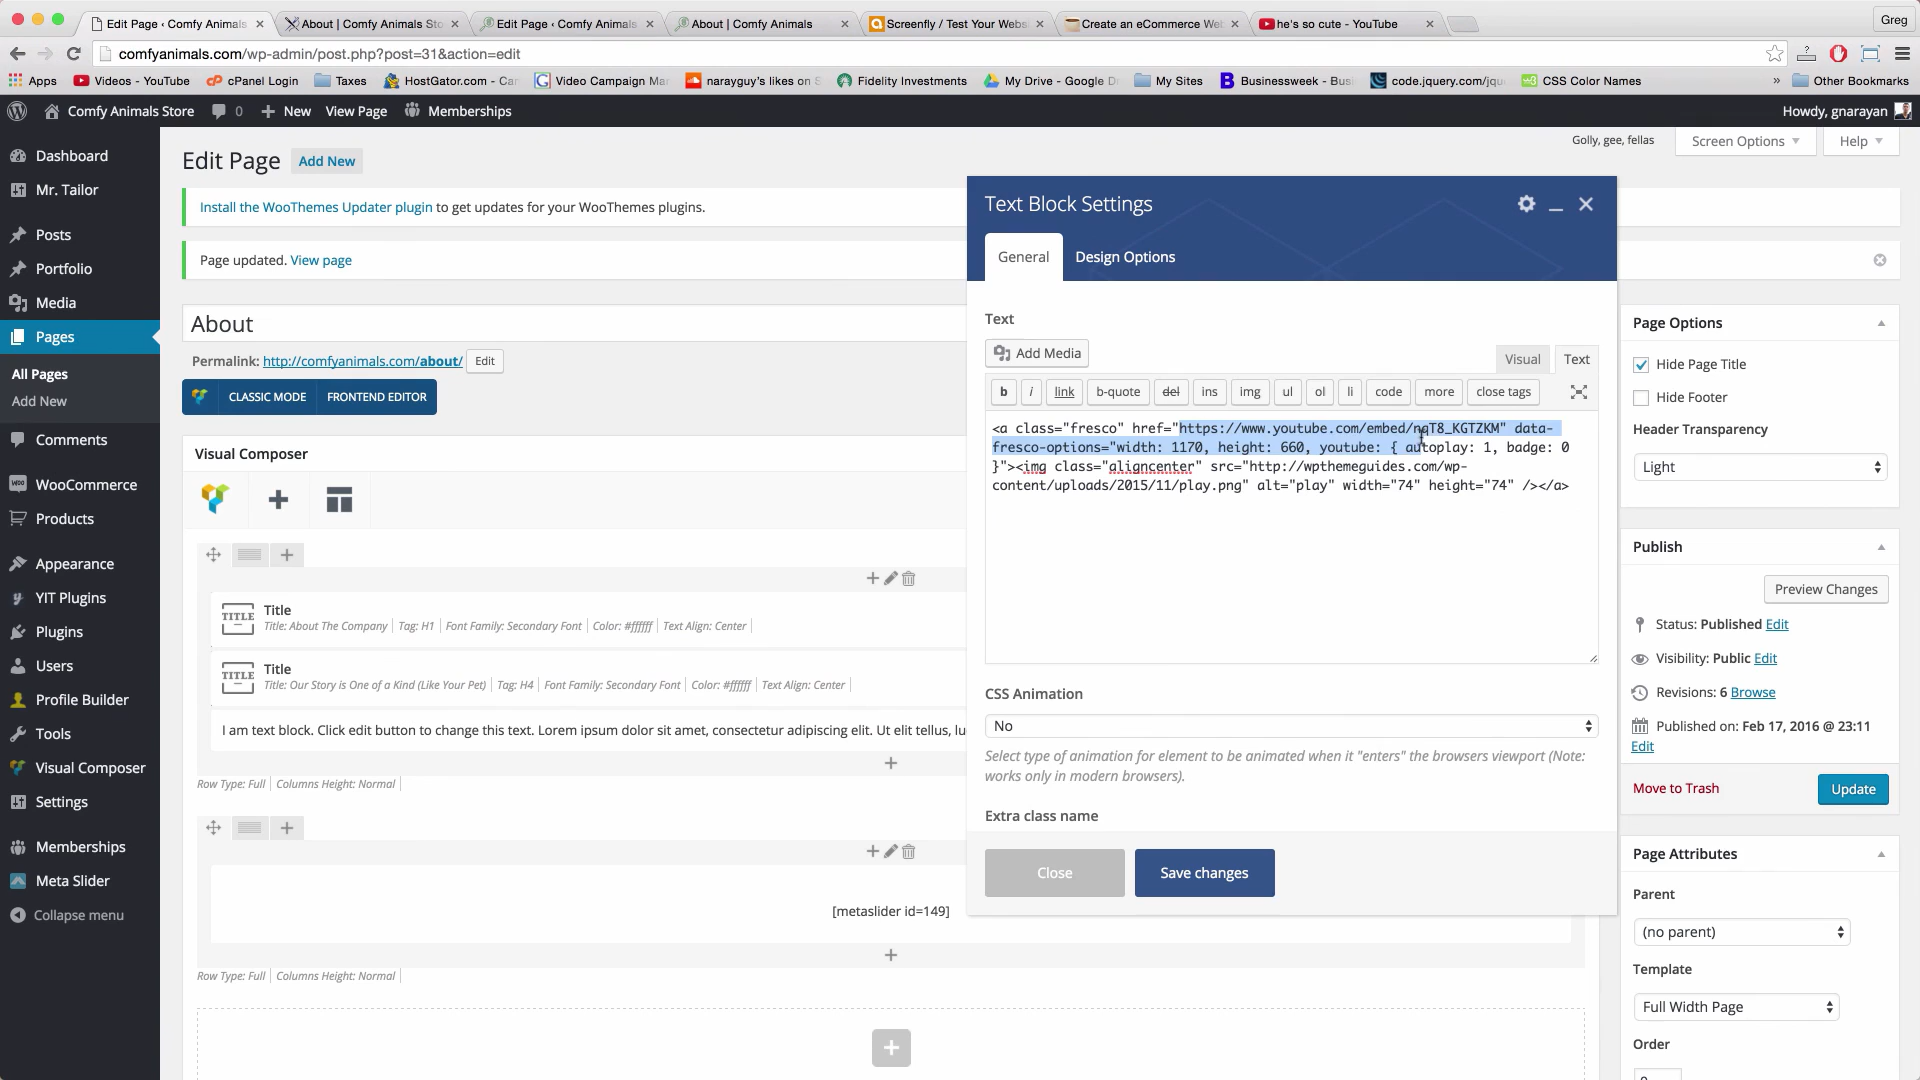 Edit Page ‹ Comfy Animals
About | Comfy Animals Sto
Edit Page ‹ Comfy Animals
About | Comfy Animals
Screenfly / Test Your Webs
Create an eCommerce We
he's so cute - YouTube
Greg
comfyanimals.com/wp-admin/post.php?post=31&action=edit
Apps
Videos - YouTube
cPanel Login
Taxes
HostGator.com - Ca
Video Campaign Ma
narayguy's likes on S
Fidelity Investments
My Drive - Google D
My Sites
Businessweek - Busi
code.jquery.com/jqu
CSS Color Names
»
Other Bookmarks
Comfy Animals Store
0
New
View Page
Memberships
Howdy, gnarayan
Dashboard
Mr. Tailor
Posts
Portfolio
Media
Pages
All Pages
Add New
Comments
WooCommerce
Products
Appearance
YIT Plugins
Plugins
Users
Profile Builder
Tools
Visual Composer
Settings
Memberships
Meta Slider
Collapse menu
Golly, gee, fellas
Screen Options
Help
Edit Page
Add New
Install the WooThemes Updater plugin to get updates for your WooThemes plugins.
Page updated. View page
About
Permalink: http://comfyanimals.com/about/
Edit
CLASSIC MODE
FRONTEND EDITOR
Visual Composer
TITLE
Title
Title: About The Company | Tag: H1 | Font Family: Secondary Font | Color: #ffffff | Text Align: Center |
TITLE
Title
Title: Our Story is One of a Kind (Like Your Pet) | Tag: H4 | Font Family: Secondary Font | Color: #ffffff | Text Align: Center |
I am text block. Click edit button to change this text. Lorem ipsum dolor sit amet, consectetur adipiscing elit. Ut elit tellus, lu
Row Type: Full | Columns Height: Normal |
[metaslider id=149]
Row Type: Full | Columns Height: Normal |
Text Block Settings
General
Design Options
Text
Add Media
Visual
Text
b
i
link
b-quote
del
ins
img
ul
ol
li
code
more
close tags
<a class="fresco" href="https://www.youtube.com/embed/nqT8_KGTZKM" data-
fresco-options="width: 1170, height: 660, youtube: { autoplay: 1, badge: 0
}"><img class="aligncenter" src="http://wpthemeguides.com/wp-
content/uploads/2015/11/play.png" alt="play" width="74" height="74" /></a>
CSS Animation
No
Select type of animation for element to be animated when it "enters" the browsers viewport (Note:
works only in modern browsers).
Extra class name
Close
Save changes
Page Options
Hide Page Title
Hide Footer
Header Transparency
Light
Publish
Preview Changes
Status: Published Edit
Visibility: Public Edit
Revisions: 6 Browse
Published on: Feb 17, 2016 @ 23:11
Edit
Move to Trash
Update
Page Attributes
Parent
(no parent)
Template
Full Width Page
Order